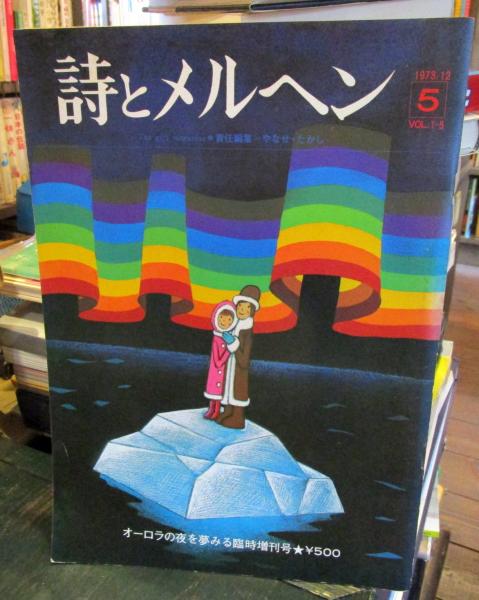 詩とメルヘン
1973.12
5
VOL.1-5
責任編集＝やなせ・たかし
オーロラの夜を夢みる臨時増刊号★¥500